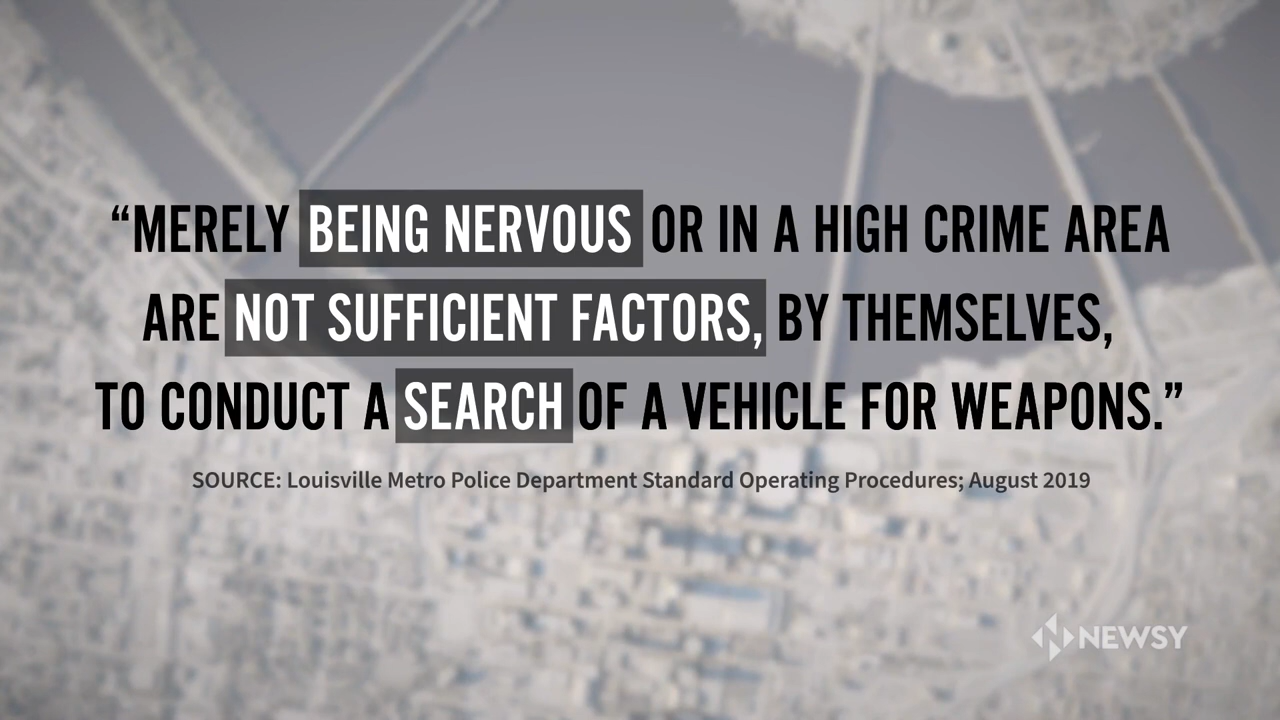 “MERELY BEING NERVOUS OR IN A HIGH CRIME AREA
ARE NOT SUFFICIENT FACTORS, BY THEMSELVES,
TO CONDUCT A SEARCH OF A VEHICLE FOR WEAPONS.”
SOURCE: Louisville Metro Police Department Standard Operating Procedures; August 2019
NEWSY